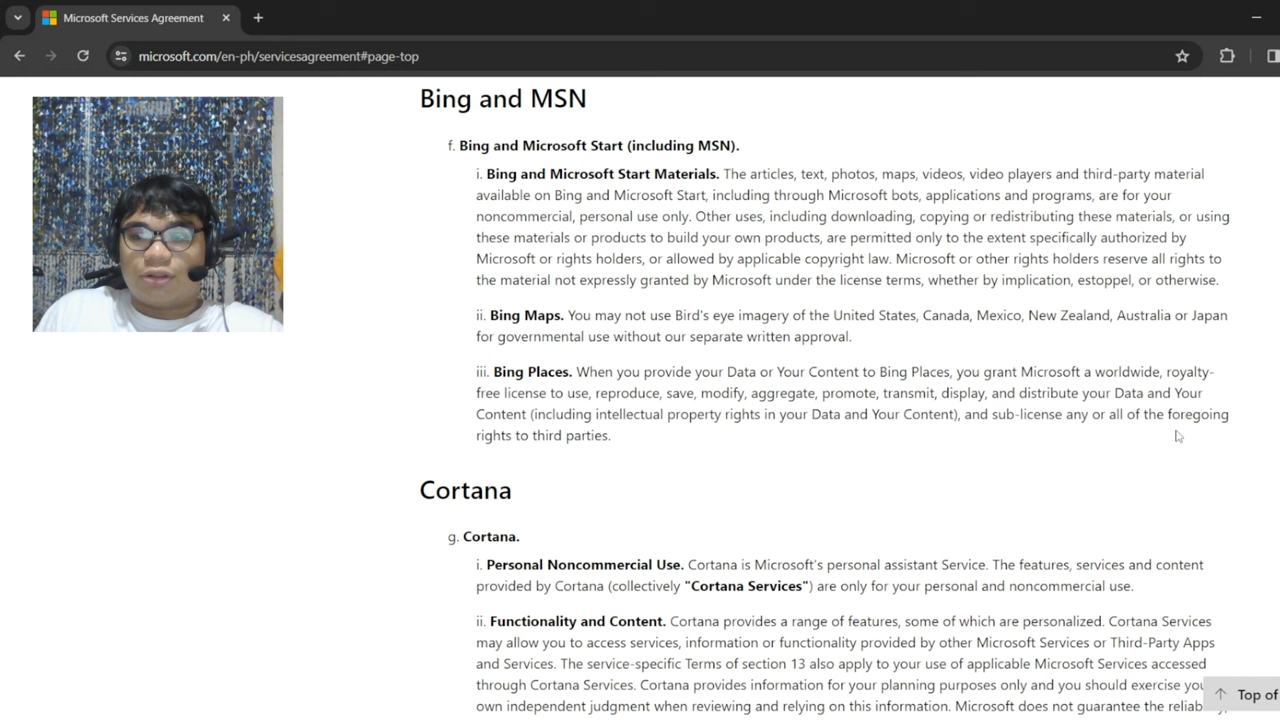 Microsoft Services Agreement
microsoft.com/en-ph/servicesagreement#page-top
Bing and MSN
f. Bing and Microsoft Start (including MSN).
i. Bing and Microsoft Start Materials. The articles, text, photos, maps, videos, video players and third-party material
available on Bing and Microsoft Start, including through Microsoft bots, applications and programs, are for your
noncommercial, personal use only. Other uses, including downloading, copying or redistributing these materials, or using
these materials or products to build your own products, are permitted only to the extent specifically authorized by
Microsoft or rights holders, or allowed by applicable copyright law. Microsoft or other rights holders reserve all rights to
the material not expressly granted by Microsoft under the license terms, whether by implication, estoppel, or otherwise.
ii. Bing Maps. You may not use Bird's eye imagery of the United States, Canada, Mexico, New Zealand, Australia or Japan
for governmental use without our separate written approval.
iii. Bing Places. When you provide your Data or Your Content to Bing Places, you grant Microsoft a worldwide, royalty-
free license to use, reproduce, save, modify, aggregate, promote, transmit, display, and distribute your Data and Your
Content (including intellectual property rights in your Data and Your Content), and sub-license any or all of the foregoing
rights to third parties.
Cortana
g. Cortana.
i. Personal Noncommercial Use. Cortana is Microsoft's personal assistant Service. The features, services and content
provided by Cortana (collectively "Cortana Services") are only for your personal and noncommercial use.
ii. Functionality and Content. Cortana provides a range of features, some of which are personalized. Cortana Services
may allow you to access services, information or functionality provided by other Microsoft Services or Third-Party Apps
and Services. The service-specific Terms of section 13 also apply to your use of applicable Microsoft Services accessed
through Cortana Services. Cortana provides information for your planning purposes only and you should exercise
own independent judgment when reviewing and relying on this information. Microsoft does not guarantee the
Top of